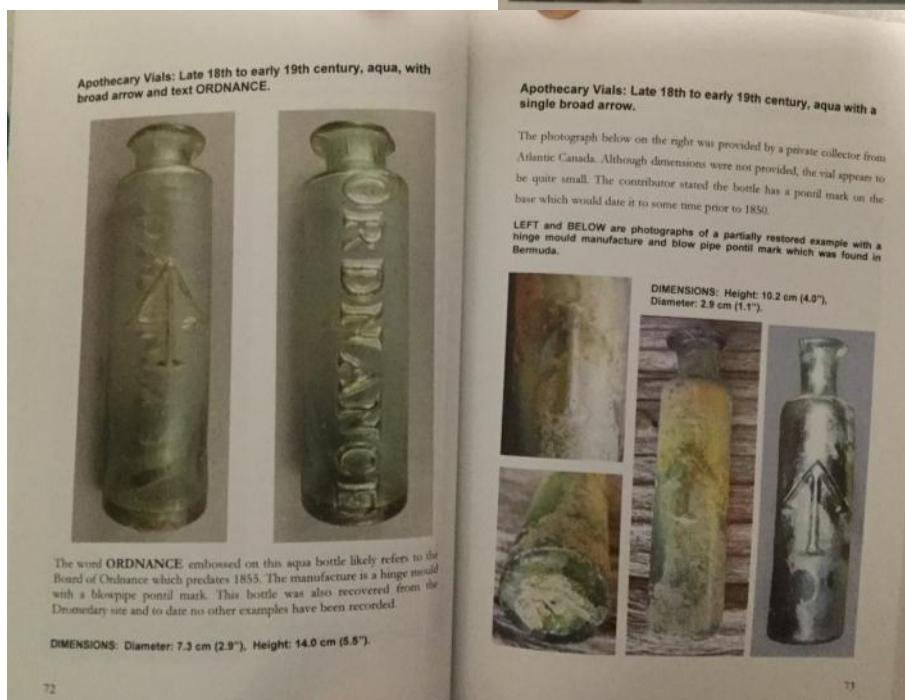 Apothecary Vials: Late 18th to early 19th century, aqua, with
broad arrow and text ORDNANCE.
ORDNANCE
The word ORDNANCE embossed on this aqua bottle likely refers to the
Board of Ordnance which predates 1855. The manufacture is a hinge mould
with a blowpipe pontil mark. This bottle was also recovered from the
Dromedary site and to date no other examples have been recorded.
DIMENSIONS: Diameter: 7.3 cm (2.9"), Height: 14.0 cm (5.5").
72
Apothecary Vials: Late 18th to early 19th century, aqua with a
single broad arrow.
The photograph below on the right was provided by a private collector from
Atlantic Canada. Although dimensions were not provided, the vial appears to
be quite small. The contributor stated the bottle has a pontil mark on the
base which would date it to some time prior to 1850.
LEFT and BELOW are photographs of a partially restored example with a
hinge mould manufacture and blow pipe pontil mark which was found in
Bermuda.
DIMENSIONS: Height: 10.2 cm (4.0"),
Diameter: 2.9 cm (1.1").
73